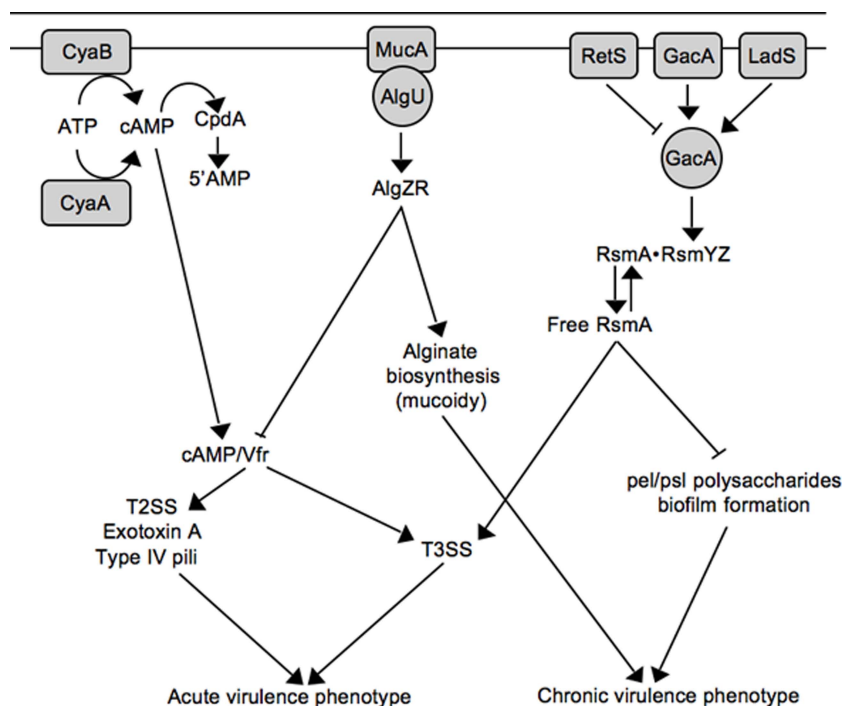 CyaB
MucA
RetS
GacA
LadS
AlgU
ATP
cAMP
CpdA
GacA
5'AMP
CyaA
AlgZR
RsmA•RsmYZ
Free RsmA
Alginate
biosynthesis
(mucoidy)
cAMP/Vfr
pel/psl polysaccharides
biofilm formation
T2SS
Exotoxin A
Type IV pili
T3SS
Acute virulence phenotype
Chronic virulence phenotype